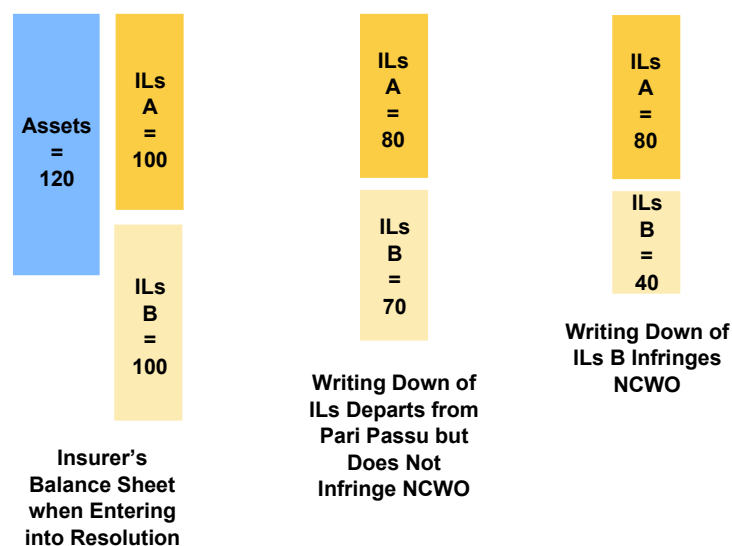 Assets
=
120
ILs
A
=
100
ILs
B
=
100
Insurer's
Balance Sheet
when Entering
into Resolution
ILs
A
=
80
ILs
B
=
70
Writing Down of
ILs Departs from
Pari Passu but
Does Not
Infringe NCWO
ILs
A
=
80
ILs
B
=
40
Writing Down of
ILs B Infringes
NCWO